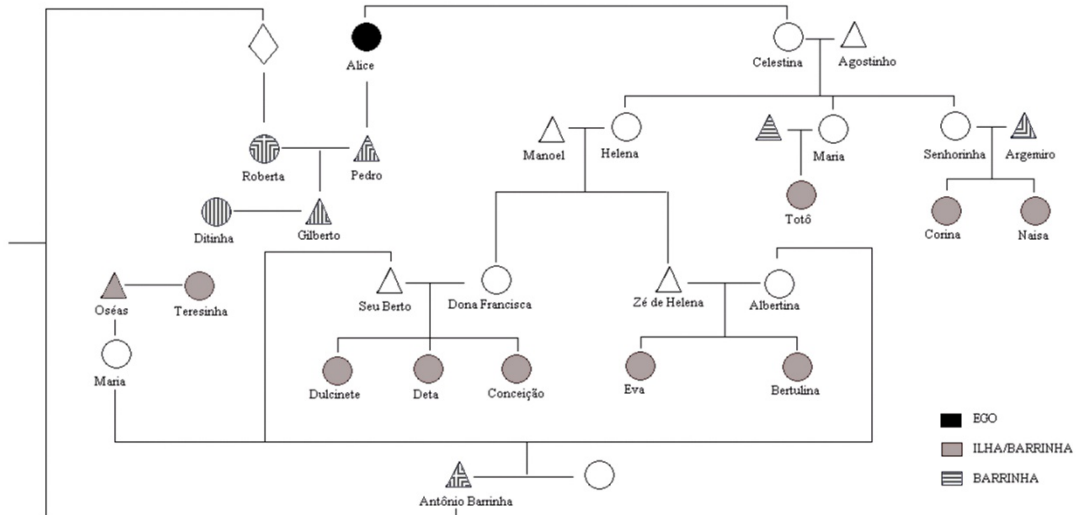 Alice
Celestina
Agostinho
Roberta
Pedro
Manoel
Helena
Maria
Senhorinha
Argemiro
Ditinha
Gilberto
Totô
Corina
Naisa
Oséas
Teresinha
Seu Berto
Dona Francisca
Zé de Helena
Albertina
Maria
Dulcinete
Deta
Conceição
Eva
Bertulina
EGO
ILHA/BARRINHA
BARRINHA
Antônio Barrinha